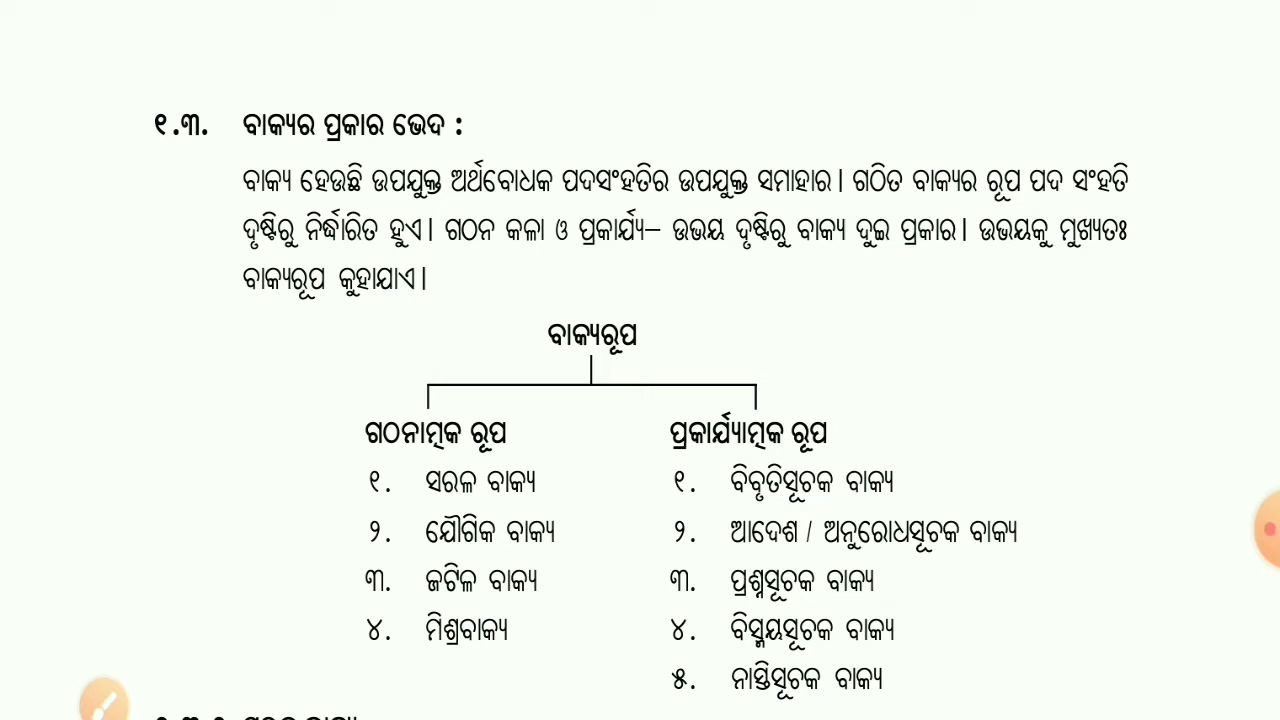 ୧.୩. ବାକ୍ୟର ପ୍ରକାର ଭେଦ :
ବାକ୍ୟ ହେଉଛି ଉପଯୁକ୍ତ ଅର୍ଥବୋଧକ ପଦସଂହତିର ଉପଯୁକ୍ତ ସମାହାର। ଗଠିତ ବାକ୍ୟର ରୂପ ପଦ ସଂହତି
ଦୃଷ୍ଟିରୁ ନିର୍ଦ୍ଧାରିତ ହୁଏ। ଗଠନ କଳା ଓ ପ୍ରକାର୍ଯ୍ୟ– ଉଭୟ ଦୃଷ୍ଟିରୁ ବାକ୍ୟ ଦୁଇ ପ୍ରକାର। ଉଭୟକୁ ମୁଖ୍ୟତଃ
ବାକ୍ୟରୂପ କୁହାଯାଏ।
ବାକ୍ୟରୂପ
ଗଠନାତ୍ମକ ରୂପ ପ୍ରକାର୍ଯ୍ୟାତ୍ମକ ରୂପ
୧. ସରଳ ବାକ୍ୟ ୧. ବିବୃତିସୂଚକ ବାକ୍ୟ
୨. ଯୌଗିକ ବାକ୍ୟ ୨. ଆଦେଶ / ଅନୁରୋଧସୂଚକ ବାକ୍ୟ
୩. ଜଟିଳ ବାକ୍ୟ ୩. ପ୍ରଶ୍ନସୂଚକ ବାକ୍ୟ
୪. ମିଶ୍ରବାକ୍ୟ ୪. ବିସ୍ମୟସୂଚକ ବାକ୍ୟ
୫. ନାସ୍ତିସୂଚକ ବାକ୍ୟ